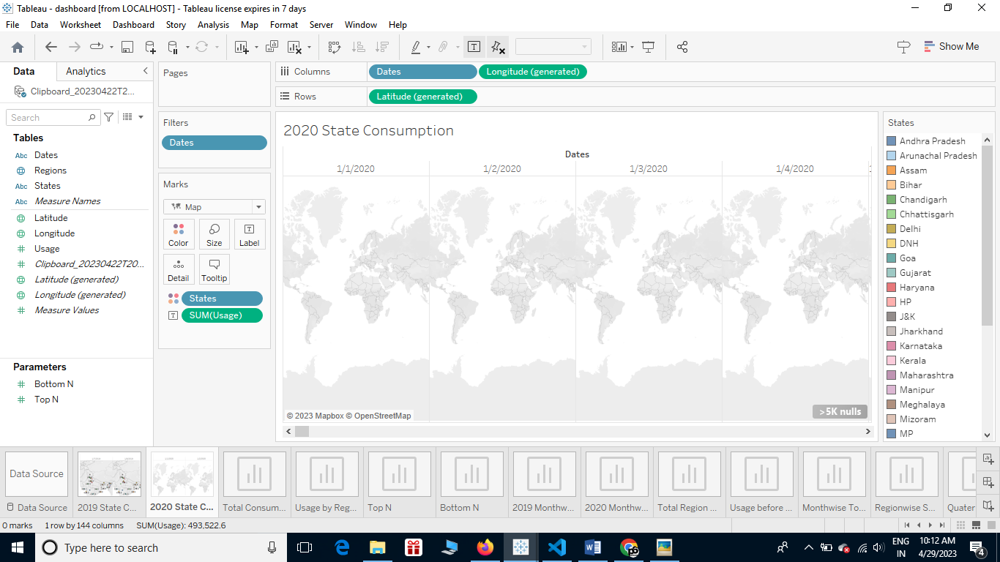 Tableau - dashboard [from LOCALHOST] - Tableau license expires in 7 days
File Data Worksheet Dashboard Story Analysis Map Format Server Window Help
Show Me
Data Analytics
Clipboard_20230422T2...
Search
Tables
Abc Dates
Regions
Abc States
Abc Measure Names
Latitude
Longitude
Usage
Clipboard_20230422T20...
Latitude (generated)
Longitude (generated)
Measure Values
Parameters
Bottom N
Top N
Pages
Filters
Dates
Marks
Map
Color Size Label
Detail Tooltip
States
SUM(Usage)
Columns Dates Longitude (generated)
Rows Latitude (generated)
2020 State Consumption
Dates
1/1/2020 1/2/2020 1/3/2020 1/4/2020
© 2023 Mapbox © OpenStreetMap
>5K nulls
States
Andhra Pradesh
Arunachal Pradesh
Assam
Bihar
Chandigarh
Chhattisgarh
Delhi
DNH
Goa
Gujarat
Haryana
HP
J&K
Jharkhand
Karnataka
Kerala
Maharashtra
Manipur
Meghalaya
Mizoram
MP
Data Source
Data Source 2019 State C... 2020 State C... Total Consum... Usage by Reg... Top N Bottom N 2019 Monthw... 2020 Monthw... Total Region ... Usage before ... Monthwise To... Regionwise S... Quater
0 marks 1 row by 144 columns SUM(Usage): 493,522.6
Type here to search
ENG
IN
10:12 AM
4/29/2023
4